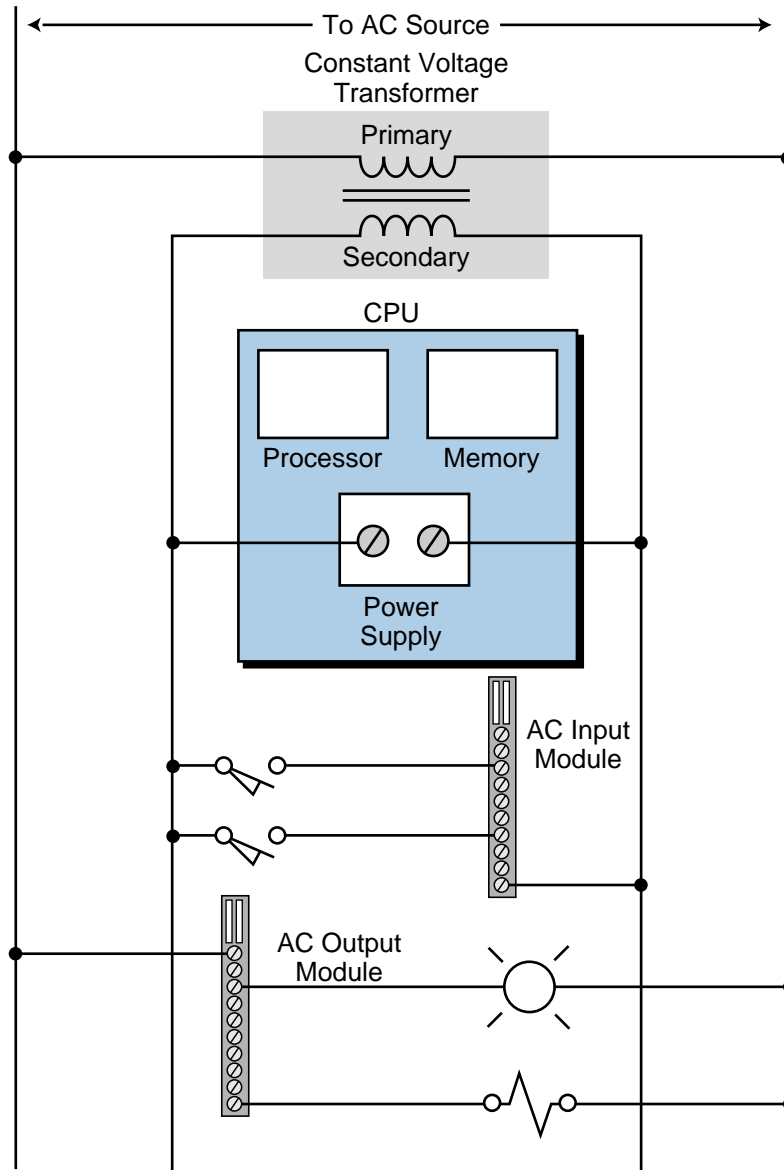 To AC Source
Constant Voltage
Transformer
Primary
Secondary
CPU
Processor
Memory
Power
Supply
AC Input
Module
AC Output
Module